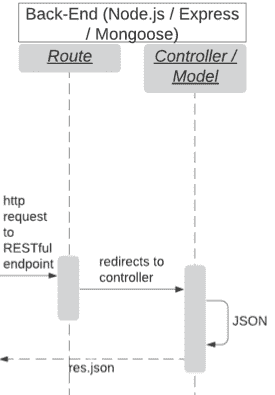 Back-End (Node.js / Express
/ Mongoose)
Route
Controller /
Model
http
request
to
RESTful
endpoint
redirects to
controller
JSON
res.json